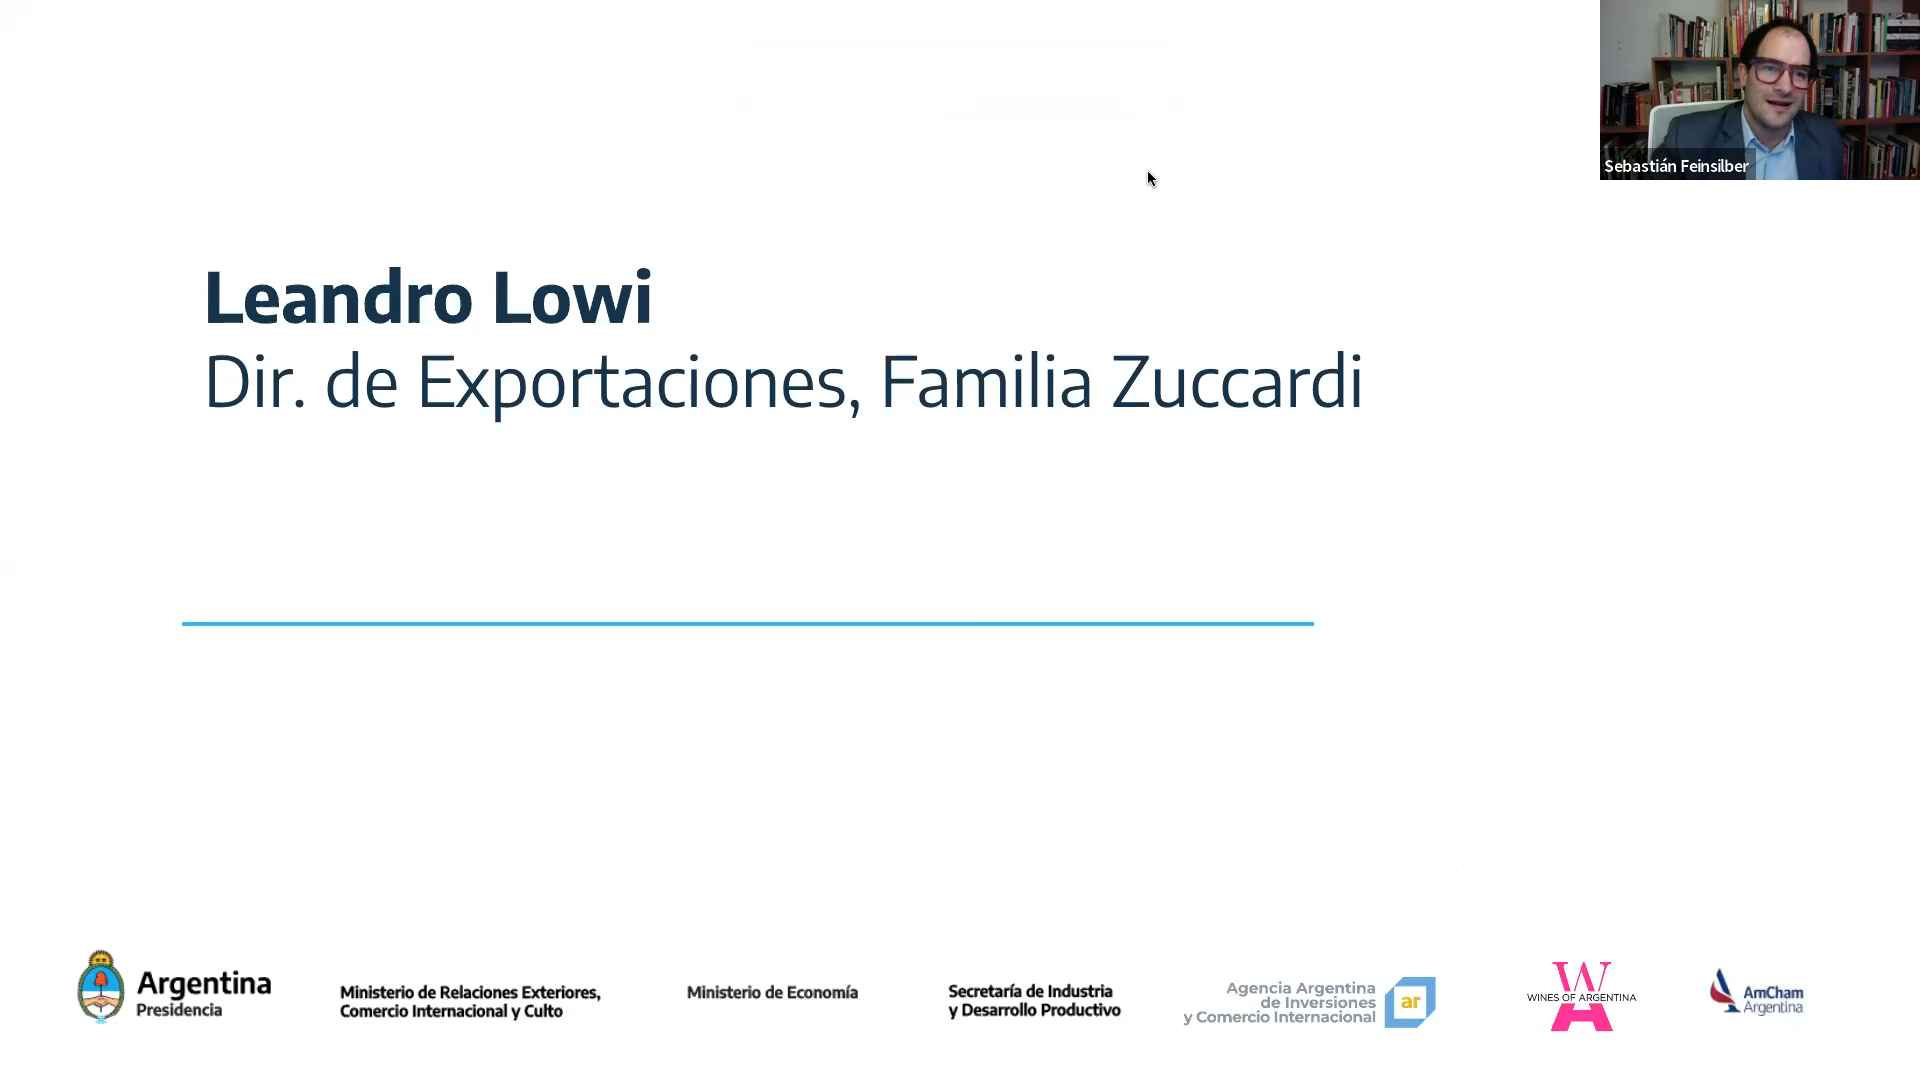 Sebastián Feinsilber
Leandro Lowi
Dir. de Exportaciones, Familia Zuccardi
Argentina
Presidencia
Ministerio de Relaciones Exteriores,
Comercio Internacional y Culto
Ministerio de Economía
Secretaría de Industria
y Desarrollo Productivo
Agencia Argentina
de Inversiones
y Comercio Internacional
ar
W
WINES OF ARGENTINA
A
AmCham
Argentina